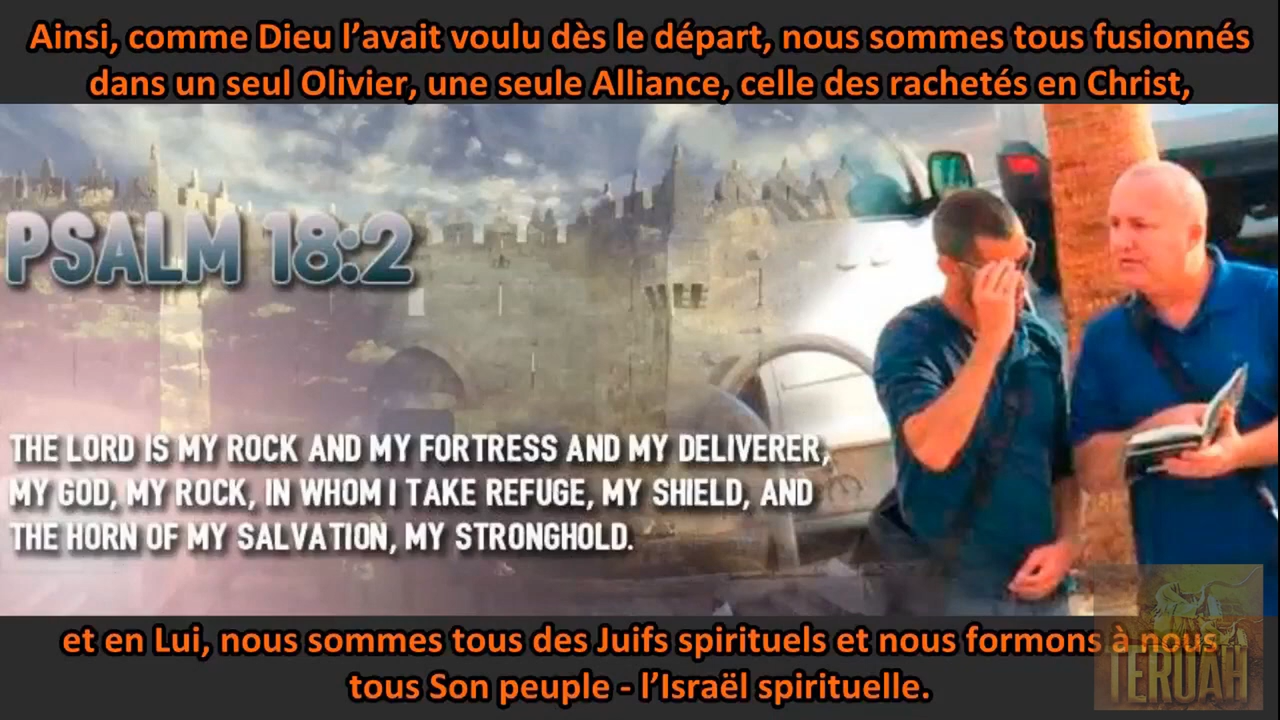 Ainsi, comme Dieu l’avait voulu dès le départ, nous sommes tous fusionnés
dans un seul Olivier, une seule Alliance, celle des rachetés en Christ,
PSALM 18:2
THE LORD IS MY ROCK AND MY FORTRESS AND MY DELIVERER,
MY GOD, MY ROCK, IN WHOM I TAKE REFUGE, MY SHIELD, AND
THE HORN OF MY SALVATION, MY STRONGHOLD.
et en Lui, nous sommes tous des Juifs spirituels et nous formons à nous
tous Son peuple - l’Israël spirituelle.
TERUAH